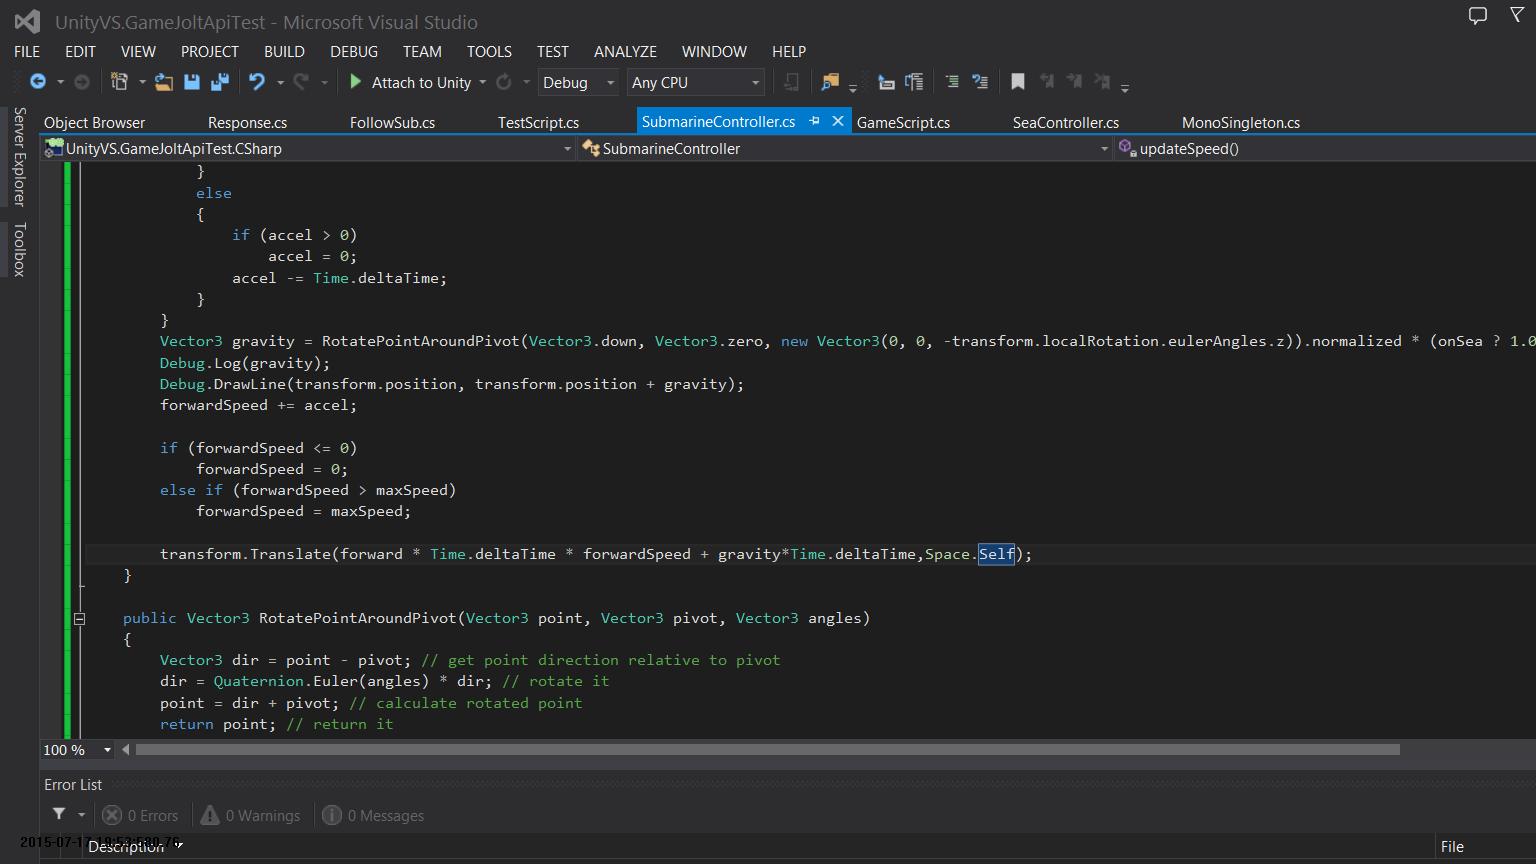 UnityVS.GameJoltApiTest - Microsoft Visual Studio
FILE EDIT VIEW PROJECT BUILD DEBUG TEAM TOOLS TEST ANALYZE WINDOW HELP
Attach to Unity Debug Any CPU
Server Explorer
Toolbox
Object Browser Response.cs FollowSub.cs TestScript.cs SubmarineController.cs GameScript.cs SeaController.cs MonoSingleton.cs
UnityVS.GameJoltApiTest.CSharp SubmarineController updateSpeed()
}
else
{
if (accel > 0)
accel = 0;
accel -= Time.deltaTime;
}
}
Vector3 gravity = RotatePointAroundPivot(Vector3.down, Vector3.zero, new Vector3(0, 0, -transform.localRotation.eulerAngles.z)).normalized * (onSea ? 1.0
Debug.Log(gravity);
Debug.DrawLine(transform.position, transform.position + gravity);
forwardSpeed += accel;
if (forwardSpeed <= 0)
forwardSpeed = 0;
else if (forwardSpeed > maxSpeed)
forwardSpeed = maxSpeed;
transform.Translate(forward * Time.deltaTime * forwardSpeed + gravity*Time.deltaTime,Space.Self);
}
public Vector3 RotatePointAroundPivot(Vector3 point, Vector3 pivot, Vector3 angles)
{
Vector3 dir = point - pivot; // get point direction relative to pivot
dir = Quaternion.Euler(angles) * dir; // rotate it
point = dir + pivot; // calculate rotated point
return point; // return it
100 %
Error List
0 Errors 0 Warnings 0 Messages
Description File